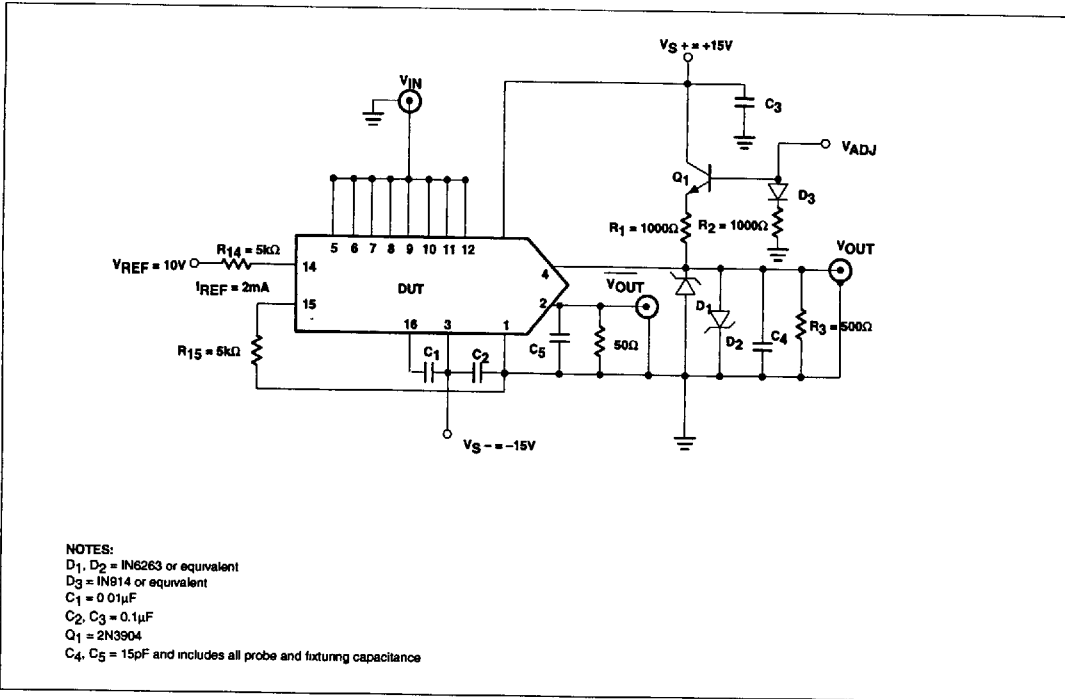 VS + = +15V
VIN
C3
VADJ
Q1
D3
R1 = 1000Ω R2 = 1000Ω
5 6 7 8 9 10 11 12
R14 = 5kΩ
VREF = 10V
14
4
VOUT
VOUT
IREF = 2mA
DUT
15
2
D1
16 3 1
C5
50Ω
D2
C4
R3 = 500Ω
R15 = 5kΩ
C1
C2
VS – = –15V
NOTES:
D1, D2 = IN6263 or equivalent
D3 = IN914 or equivalent
C1 = 0 01µF
C2, C3 = 0.1µF
Q1 = 2N3904
C4, C5 = 15pF and includes all probe and fixturing capacitance